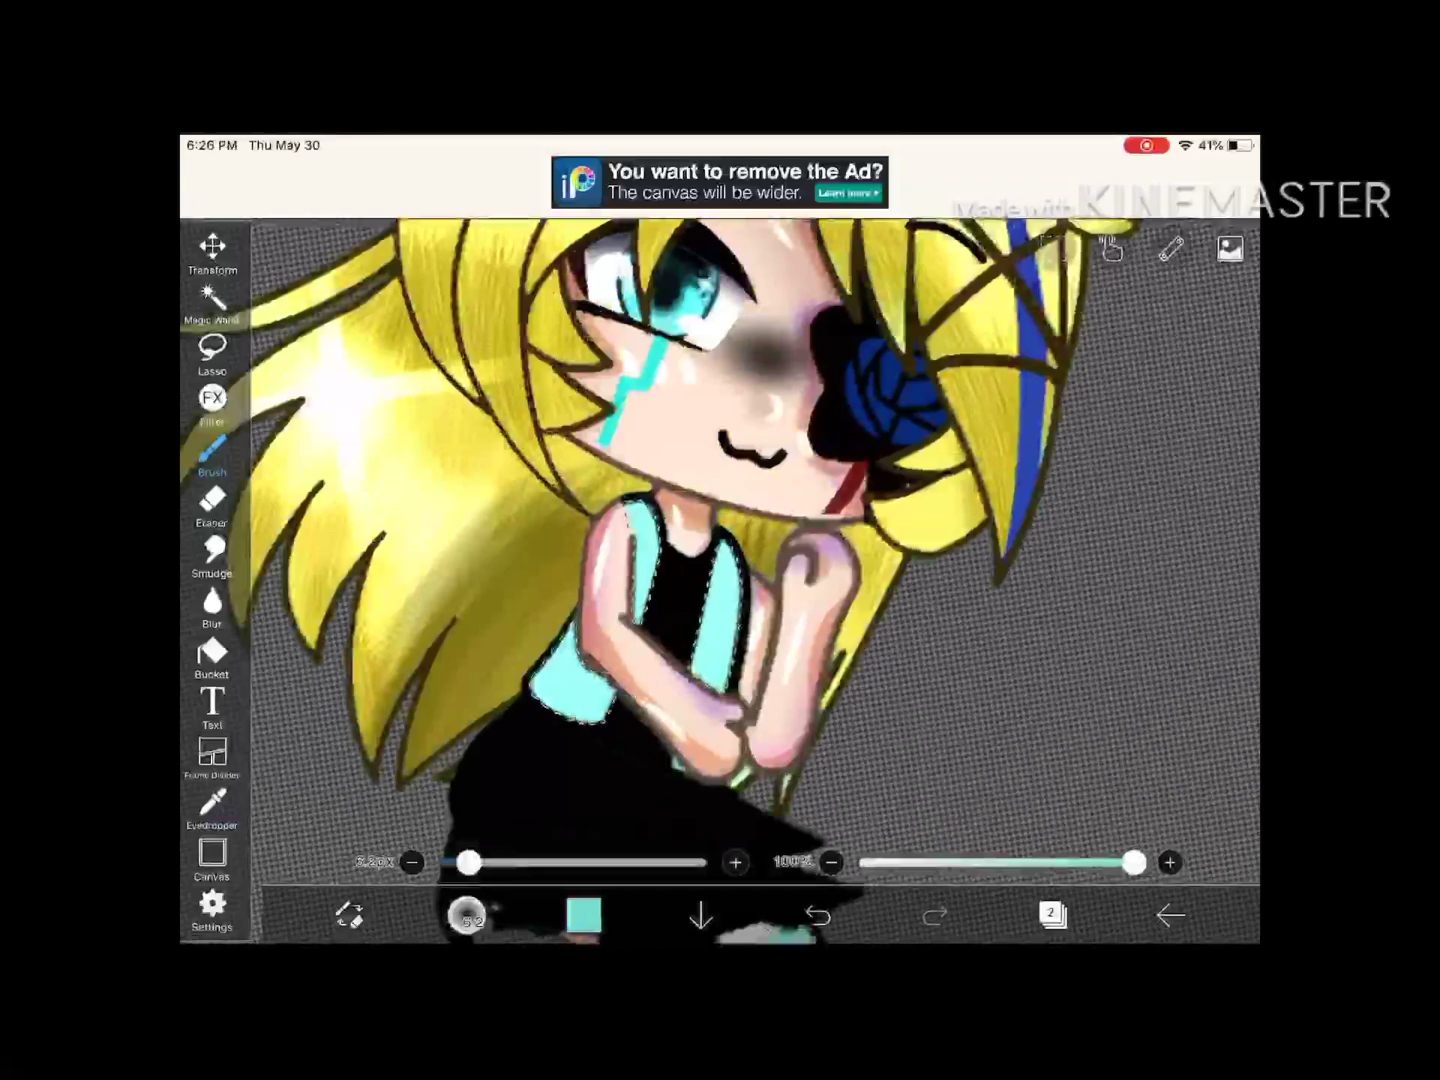 6:26 PM Thu May 30
41%
iP
You want to remove the Ad?
The canvas will be wider.
Learn more
Made with KINEMASTER
Transform
Magic Wand
Lasso
FX
Filter
Brush
Eraser
Smudge
Blur
Bucket
T
Text
Frame Divider
Eyedropper
Canvas
Settings
100%
2